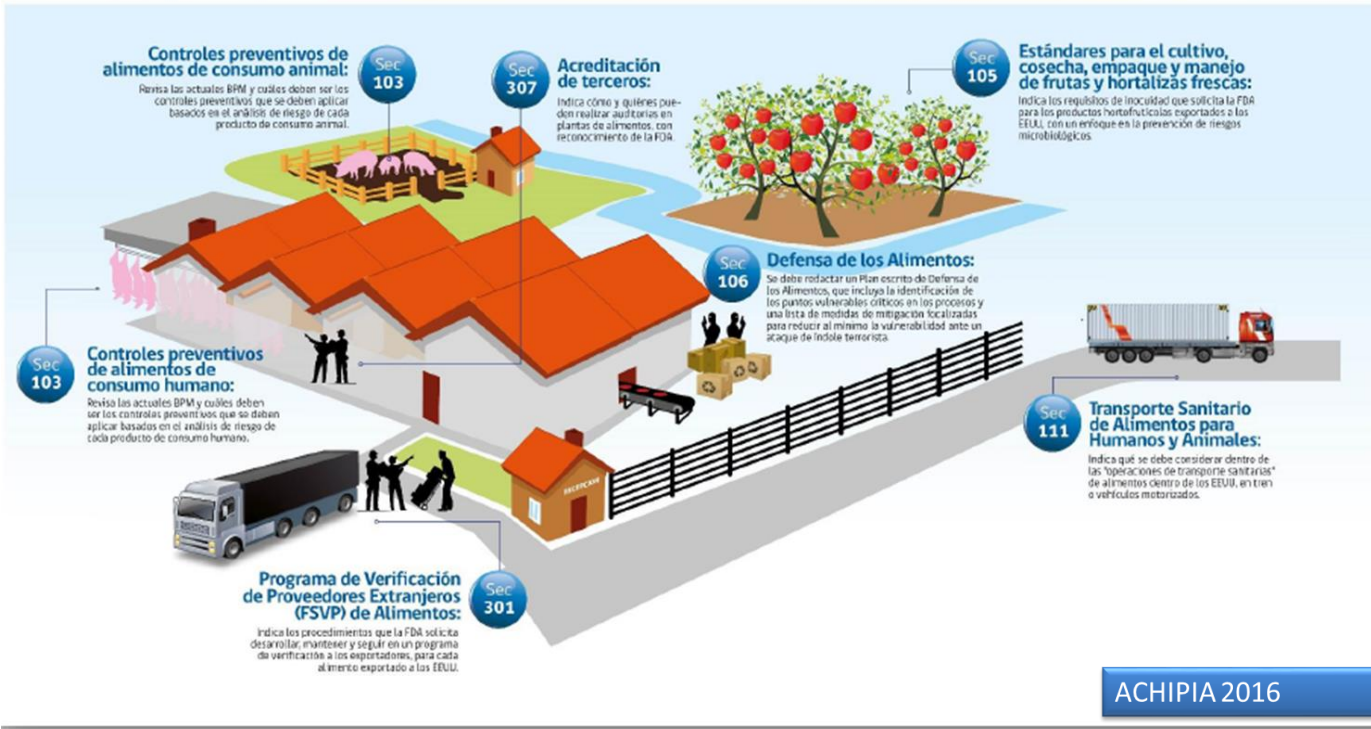 Controles preventivos de
alimentos de consumo animal:
Revisa las actuales BPM y cuáles deben ser los
controles preventivos que se deben aplicar
basados en el análisis de riesgo de cada
producto de consumo animal.
Sec
103
Sec
307
Acreditación
de terceros:
Indica cómo y quiénes pue-
den realizar auditorias en
plantas de alimentos, con
reconocimiento de la FDA.
Sec
105
Estándares para el cultivo,
cosecha, empaque y manejo
de frutas y hortalizas frescas:
Indica los requisitos de inocuidad que solicita la FDA
para los productos hortofrutícolas exportados a los
EEUU, con un enfoque en la prevención de riesgos
microbiológicos.
Sec
106
Defensa de los Alimentos:
Se debe redactar un Plan escrito de Defensa de
los Alimentos, que incluya la identificación de
los puntos vulnerables críticos en los procesos y
una lista de medidas de mitigación focalizadas
para reducir al mínimo la vulnerabilidad ante un
ataque de índole terrorista.
Sec
103
Controles preventivos
de alimentos de
consumo humano:
Revisa las actuales BPM y cuáles deben
ser los controles preventivos que se deben
aplicar basados en el análisis de riesgo de
cada producto de consumo humano.
Sec
111
Transporte Sanitario
de Alimentos para
Humanos y Animales:
Indica qué se debe considerar dentro de
las "operaciones de transporte sanitarias"
de alimentos dentro de los EEUU, en tren
o vehículos motorizados.
RECEPCION
Programa de Verificación
de Proveedores Extranjeros
(FSVP) de Alimentos:
Indica los procedimientos que la FDA solicita
desarrollar, mantener y seguir en un programa
de verificación a los exportadores, para cada
alimento exportado a los EEUU.
Sec
301
ACHIPIA 2016